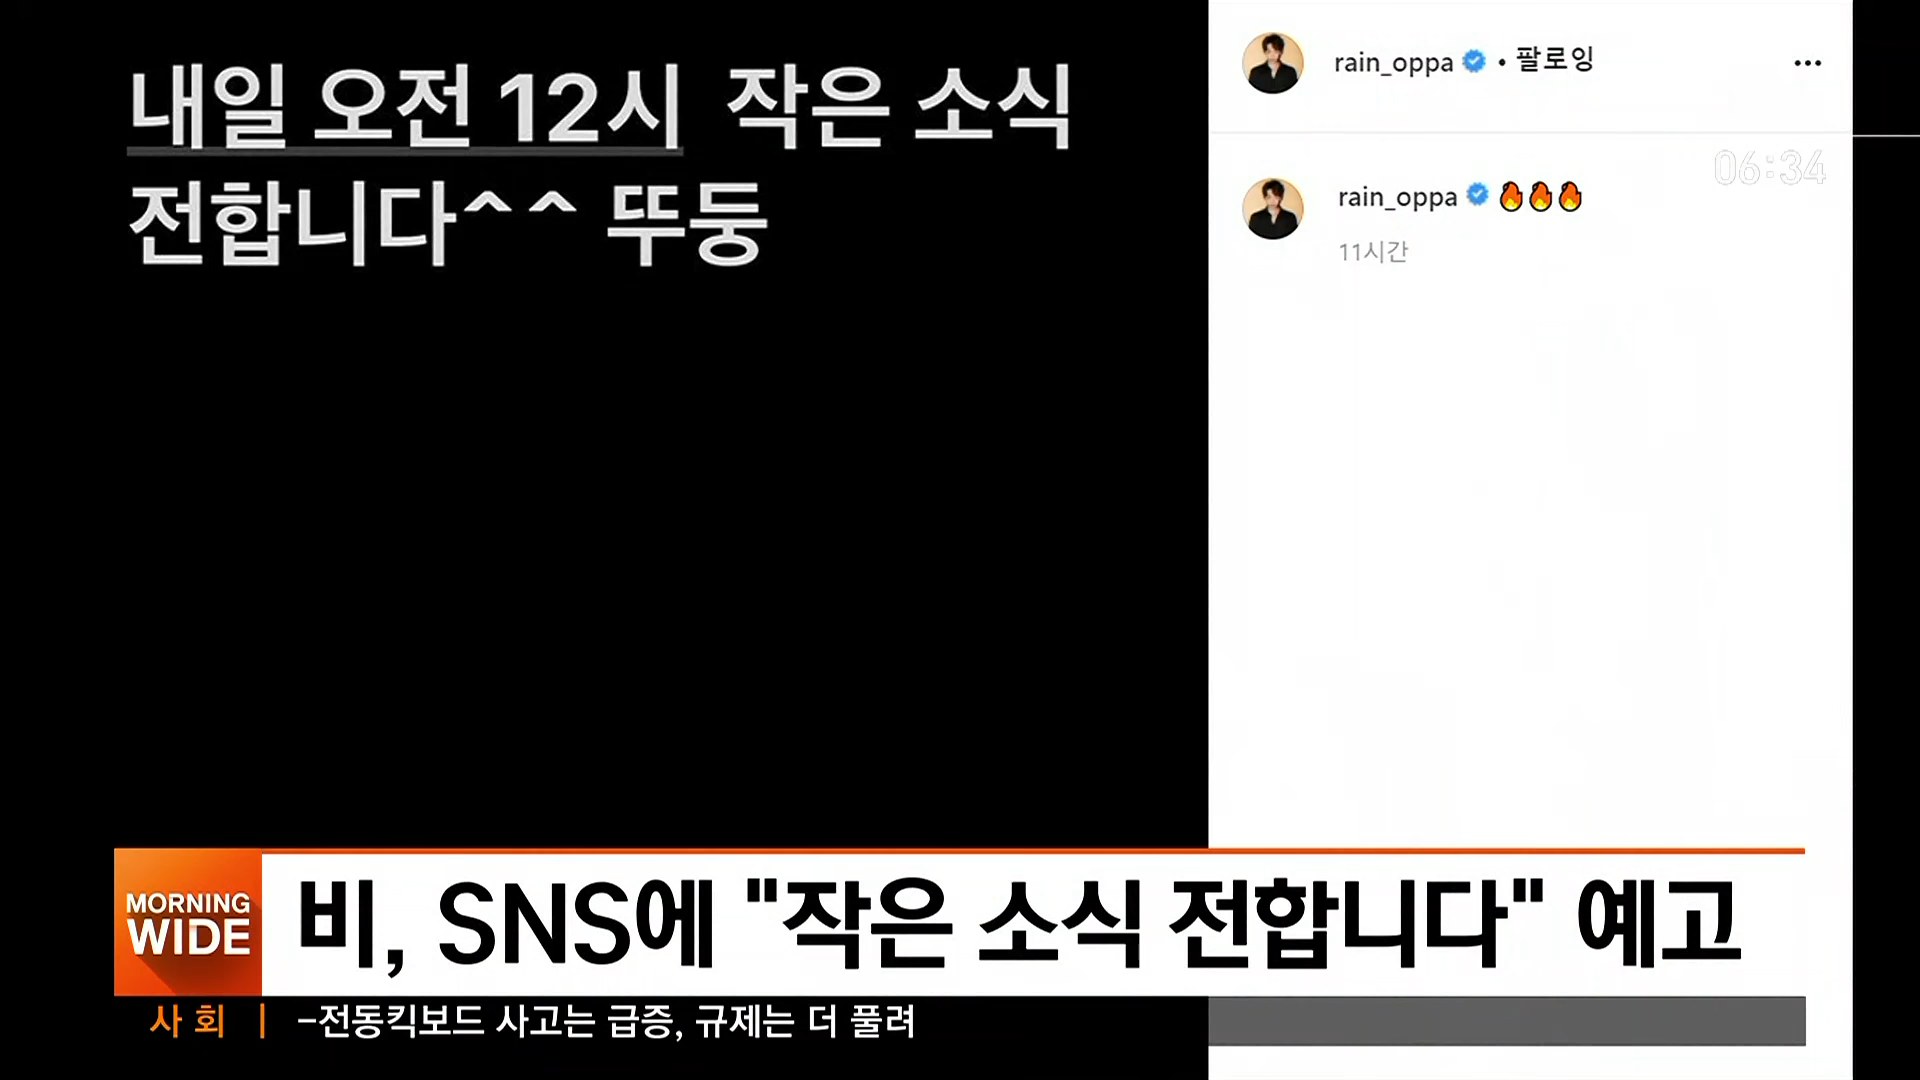 내일 오전 12시 작은 소식
전합니다^^ 뚜둥
rain_oppa • 팔로잉
06:34
rain_oppa 🔥🔥🔥
11시간
MORNING
WIDE
비, SNS에 "작은 소식 전합니다" 예고
사회 | -전동킥보드 사고는 급증, 규제는 더 풀려